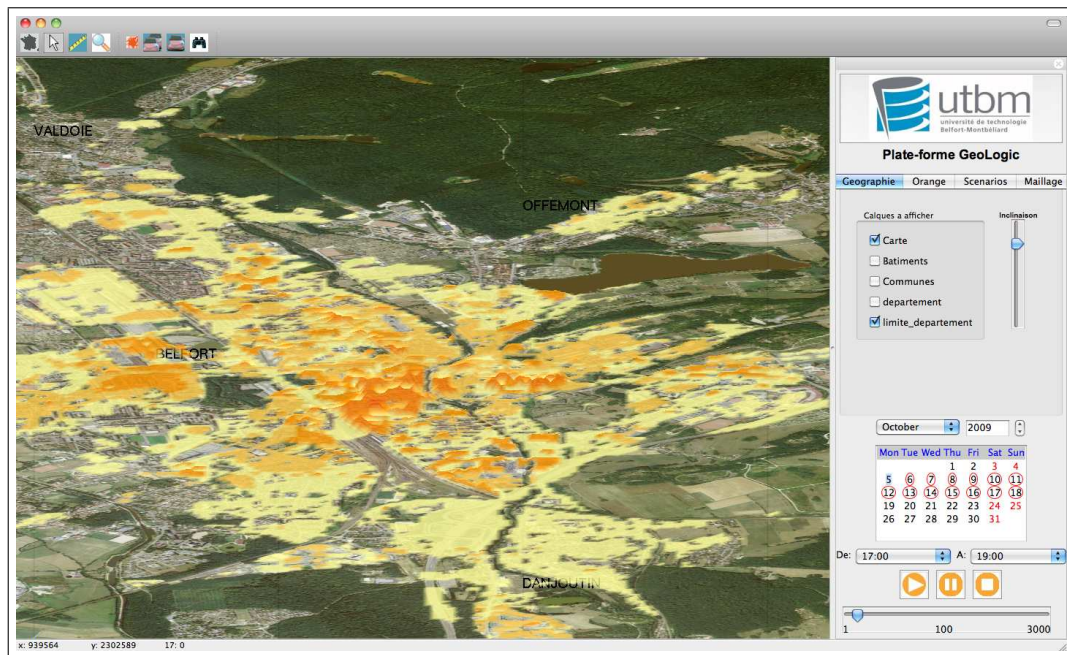 utbm
université de technologie
Belfort-Montbéliard
Plate-forme GeoLogic
Geographie Orange Scenarios Maillage
Calques a afficher
Inclinaison
Carte
Batiments
Communes
departement
limite_departement
VALDOIE
OFFEMONT
BELFORT
DANJOUTIN
October 2009
Mon Tue Wed Thu Fri Sat Sun
1 2 3 4
5 6 7 8 9 10 11
12 13 14 15 16 17 18
19 20 21 22 23 24 25
26 27 28 29 30 31
De: 17:00 A: 19:00
1 100 3000
x: 939564 y: 2302589 17: 0